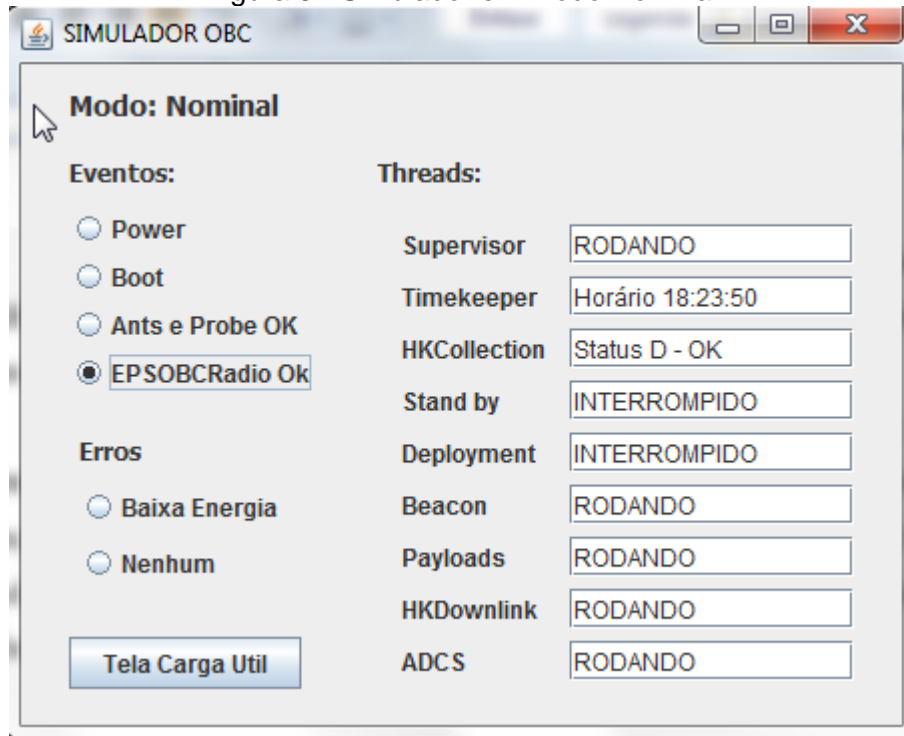 SIMULADOR OBC
Modo: Nominal
Eventos:
Power
Boot
Ants e Probe OK
EPSOBCRadio Ok
Erros
Baixa Energia
Nenhum
Tela Carga Util
Threads:
Supervisor RODANDO
Timekeeper Horário 18:23:50
HKCollection Status D - OK
Stand by INTERROMPIDO
Deployment INTERROMPIDO
Beacon RODANDO
Payloads RODANDO
HKDownlink RODANDO
ADCS RODANDO